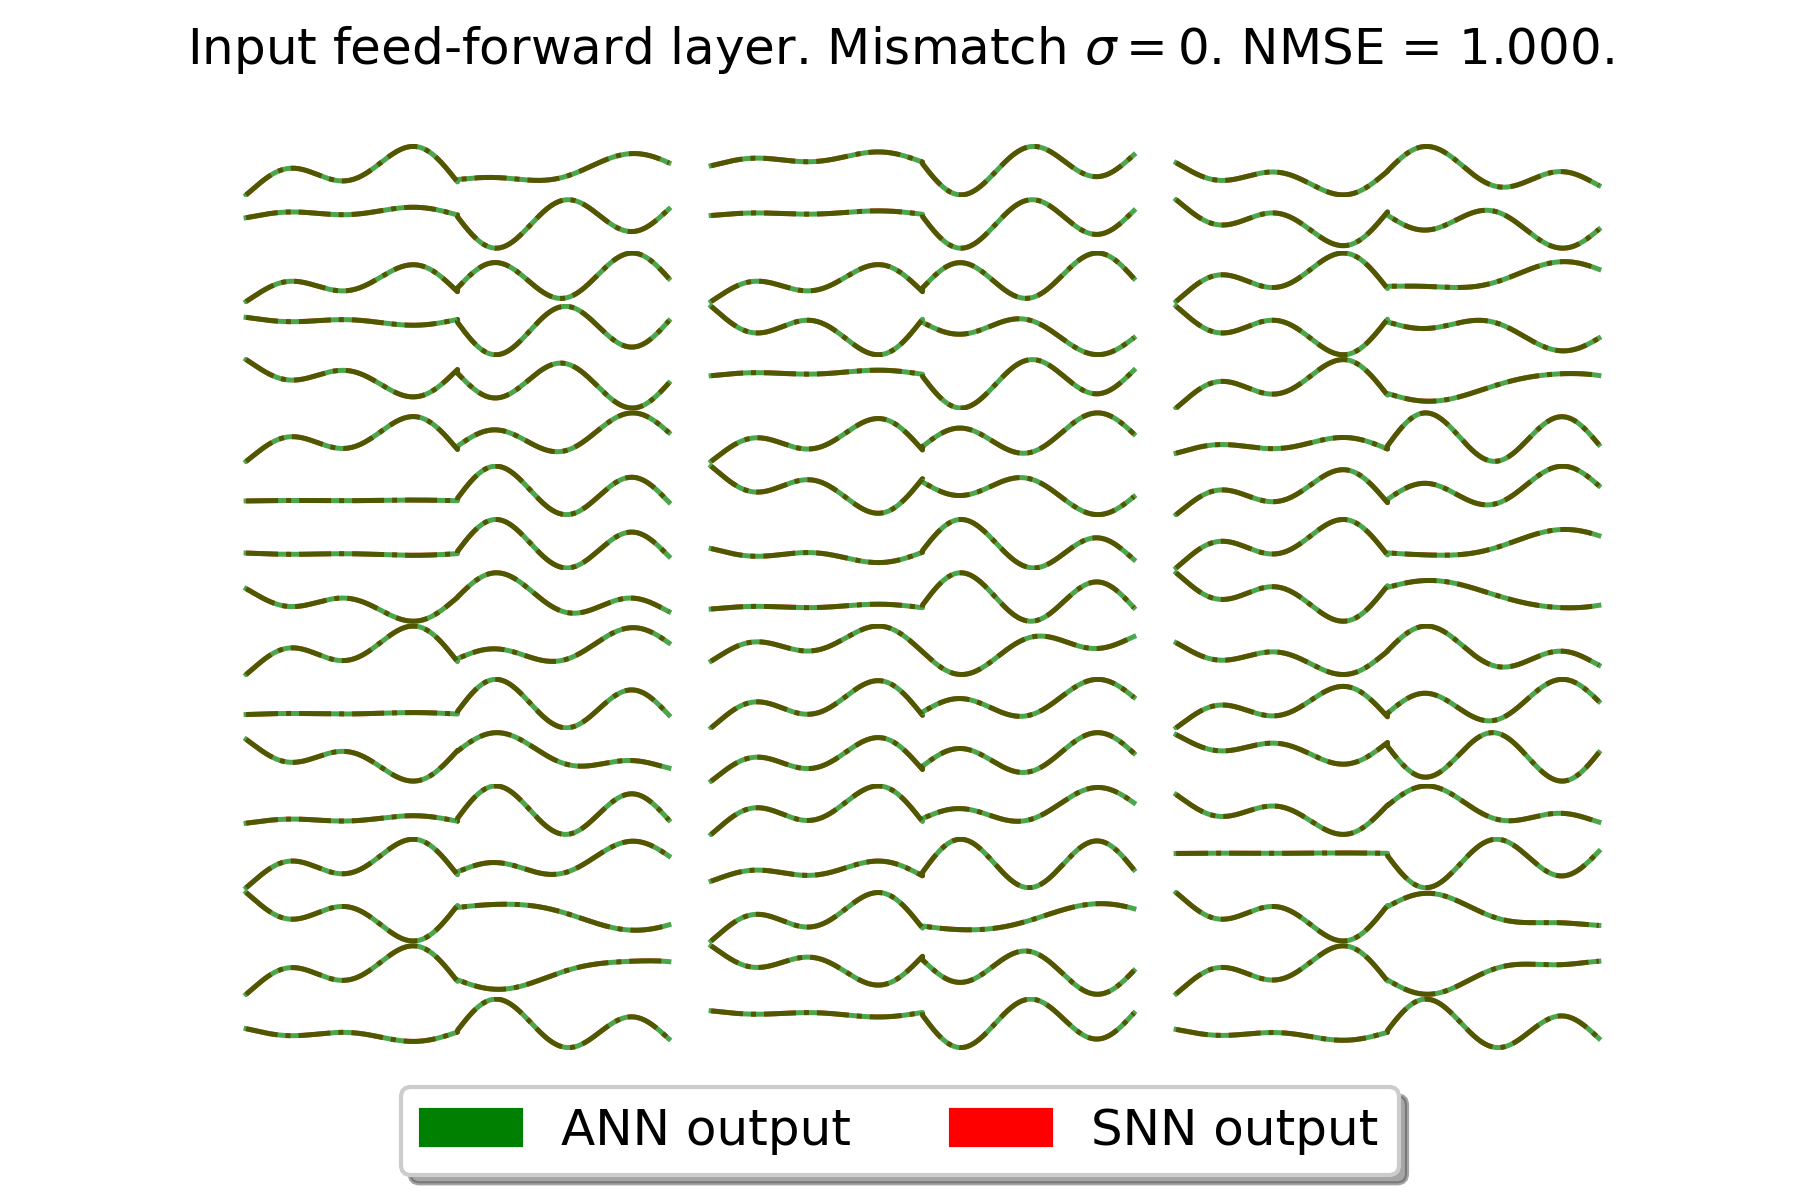 Input feed-forward layer. Mismatch σ = 0. NMSE = 1.000.
ANN output
SNN output